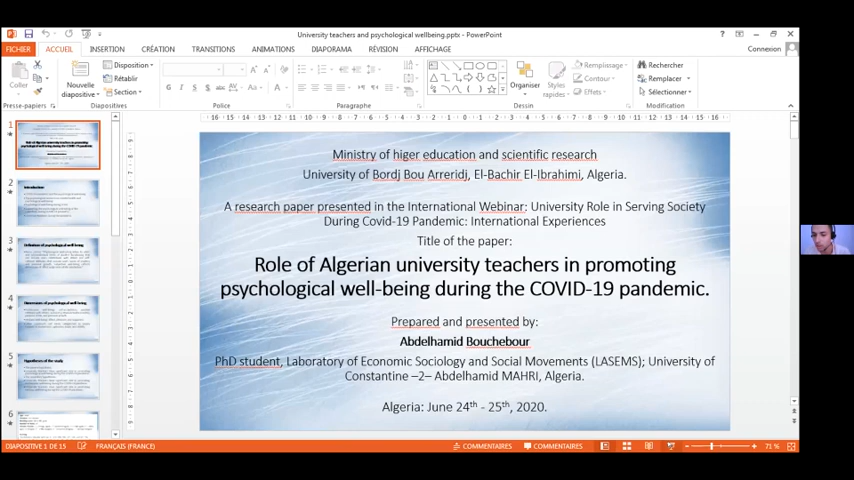 University teachers and psychological wellbeing.pptx - PowerPoint
FICHIER ACCUEIL INSERTION CRÉATION TRANSITIONS ANIMATIONS DIAPORAMA RÉVISION AFFICHAGE Connexion
Coller
Nouvelle diapositive
Disposition
Rétablir
Section
Organiser
Styles rapides
Remplissage
Contour
Effets
Rechercher
Remplacer
Sélectionner
Presse-papiers Diapositives Police Paragraphe Dessin Modification
1
2
Introduction
3
Definition of psychological well-being
4
Dimensions of psychological well-being
5
Hypotheses of the study
6
Ministry of higer education and scientific research
University of Bordj Bou Arreridj, El-Bachir El-Ibrahimi, Algeria.
A research paper presented in the International Webinar: University Role in Serving Society
During Covid-19 Pandemic: International Experiences
Title of the paper:
Role of Algerian university teachers in promoting
psychological well-being during the COVID-19 pandemic.
Prepared and presented by:
Abdelhamid Bouchebour
PhD student, Laboratory of Economic Sociology and Social Movements (LASEMS); University of
Constantine –2– Abdelhamid MAHRI, Algeria.
Algeria: June 24th - 25th, 2020.
DIAPOSITIVE 1 DE 15 FRANÇAIS (FRANCE) COMMENTAIRES COMMENTAIRES 71 %